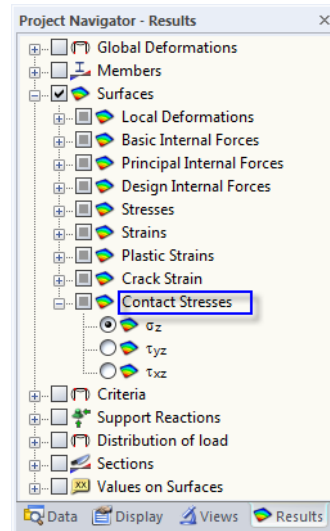 Project Navigator - Results
Global Deformations
Members
Surfaces
Local Deformations
Basic Internal Forces
Principal Internal Forces
Design Internal Forces
Stresses
Strains
Plastic Strains
Crack Strain
Contact Stresses
σz
τyz
τxz
Criteria
Support Reactions
Distribution of load
Sections
Values on Surfaces
Data Display Views Results